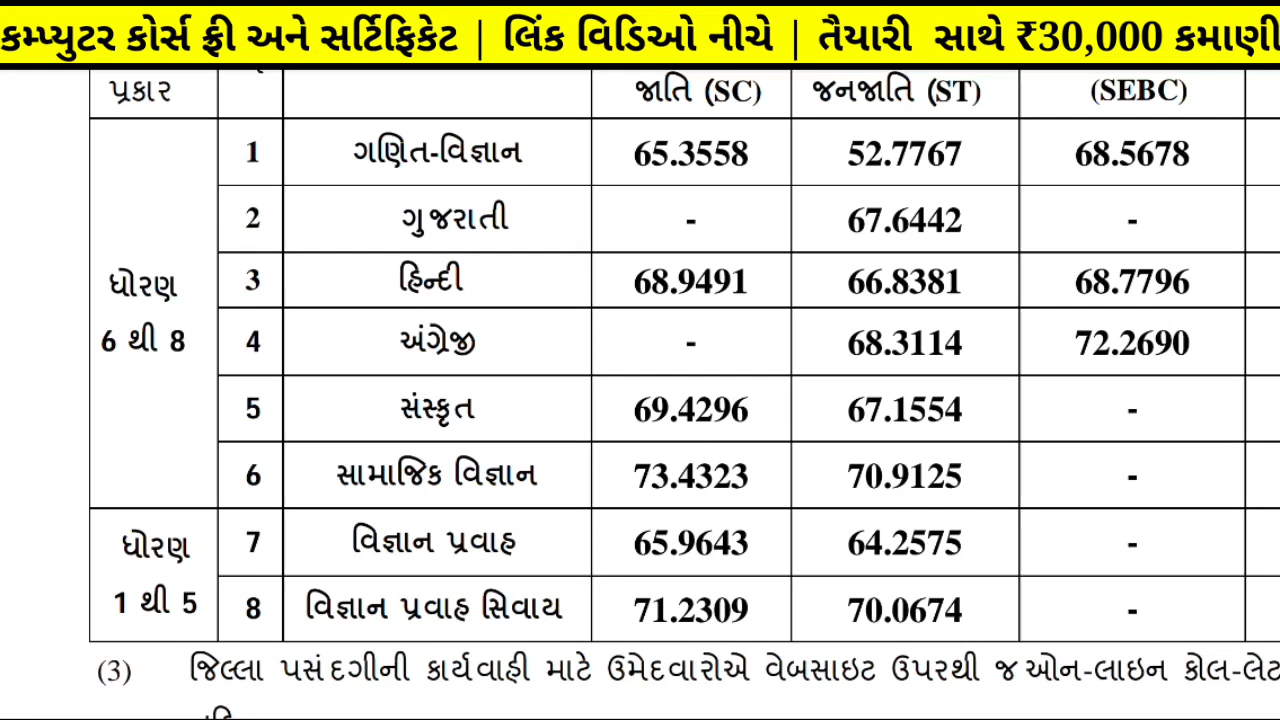 કમ્પ્યુટર કોર્સ ફ્રી અને સર્ટિફિકેટ | લિંક વિડિઓ નીચે | તૈયારી સાથે ₹30,000 કમાણી
પ્રકાર જાતિ (SC) જનજાતિ (ST) (SEBC)
1 ગણિત-વિજ્ઞાન 65.3558 52.7767 68.5678
2 ગુજરાતી - 67.6442 -
ધોરણ 3 હિન્દી 68.9491 66.8381 68.7796
6 થી 8 4 અંગ્રેજી - 68.3114 72.2690
5 સંસ્કૃત 69.4296 67.1554 -
6 સામાજિક વિજ્ઞાન 73.4323 70.9125 -
ધોરણ 7 વિજ્ઞાન પ્રવાહ 65.9643 64.2575 -
1 થી 5 8 વિજ્ઞાન પ્રવાહ સિવાય 71.2309 70.0674 -
(3) જિલ્લા પસંદગીની કાર્યવાહી માટે ઉમેદવારોએ વેબસાઇટ ઉપરથી જ ઓન-લાઇન કોલ-લેટ